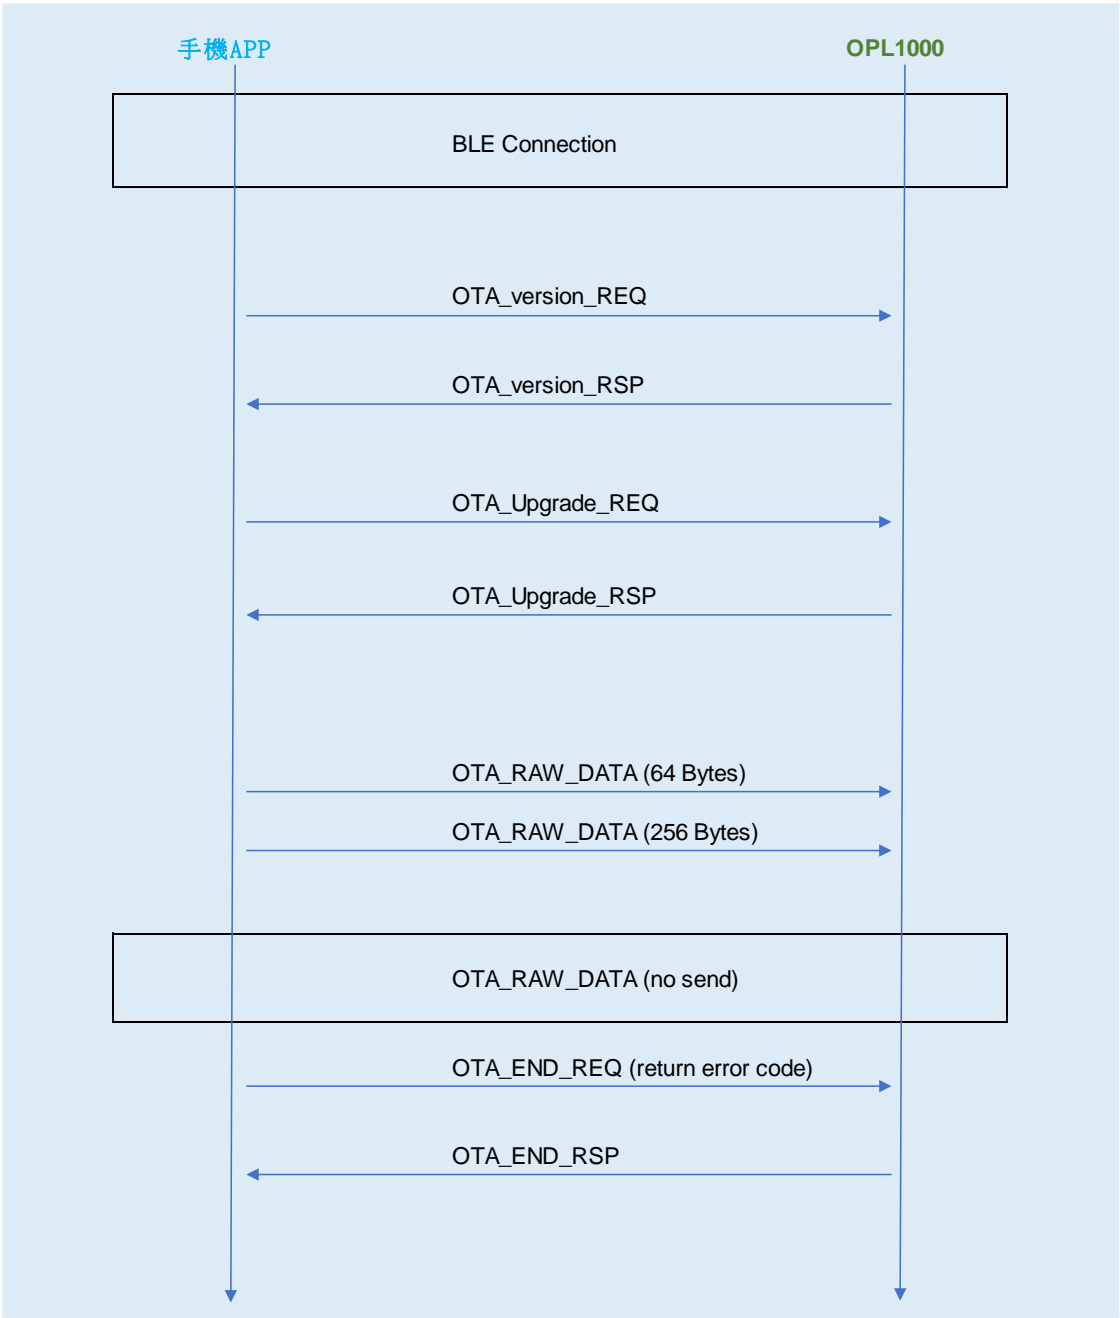 手機APP
OPL1000
BLE Connection
OTA_version_REQ
OTA_version_RSP
OTA_Upgrade_REQ
OTA_Upgrade_RSP
OTA_RAW_DATA (64 Bytes)
OTA_RAW_DATA (256 Bytes)
OTA_RAW_DATA (no send)
OTA_END_REQ (return error code)
OTA_END_RSP